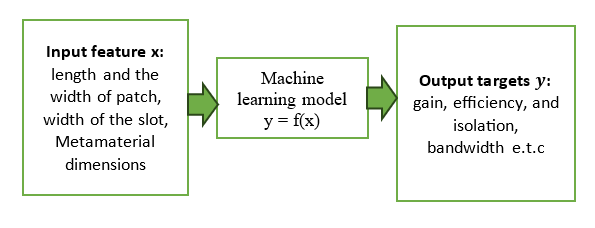 Input feature x:
length and the
width of patch,
width of the slot,
Metamaterial
dimensions
Machine
learning model
y = f(x)
Output targets y:
gain, efficiency, and
isolation,
bandwidth e.t.c